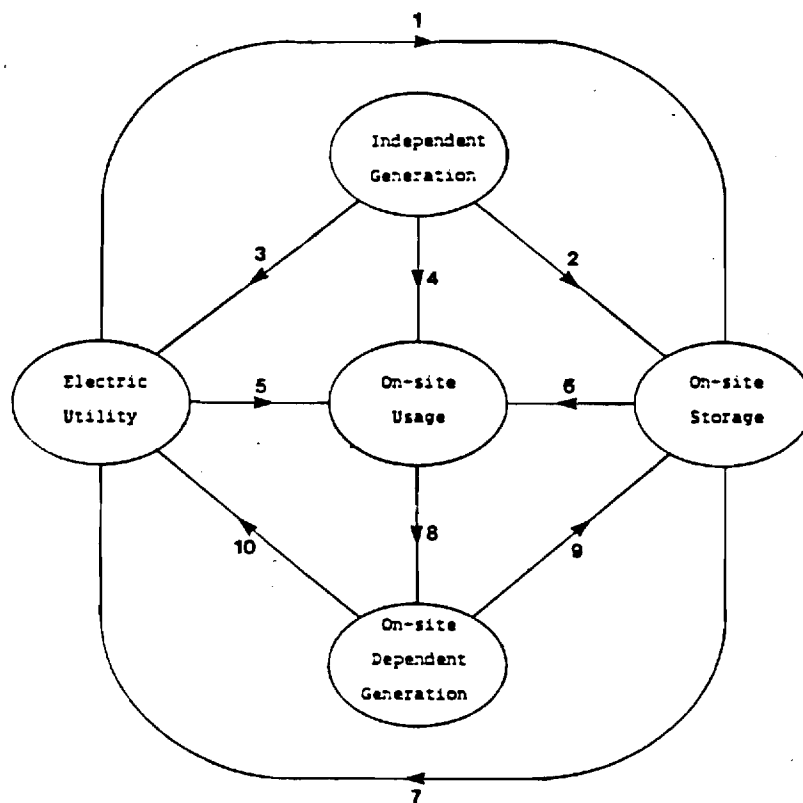 1
Independent
Generation
3
4
2
Electric
Utility
5
On-site
Usage
6
On-site
Storage
10
8
9
On-site
Dependent
Generation
7